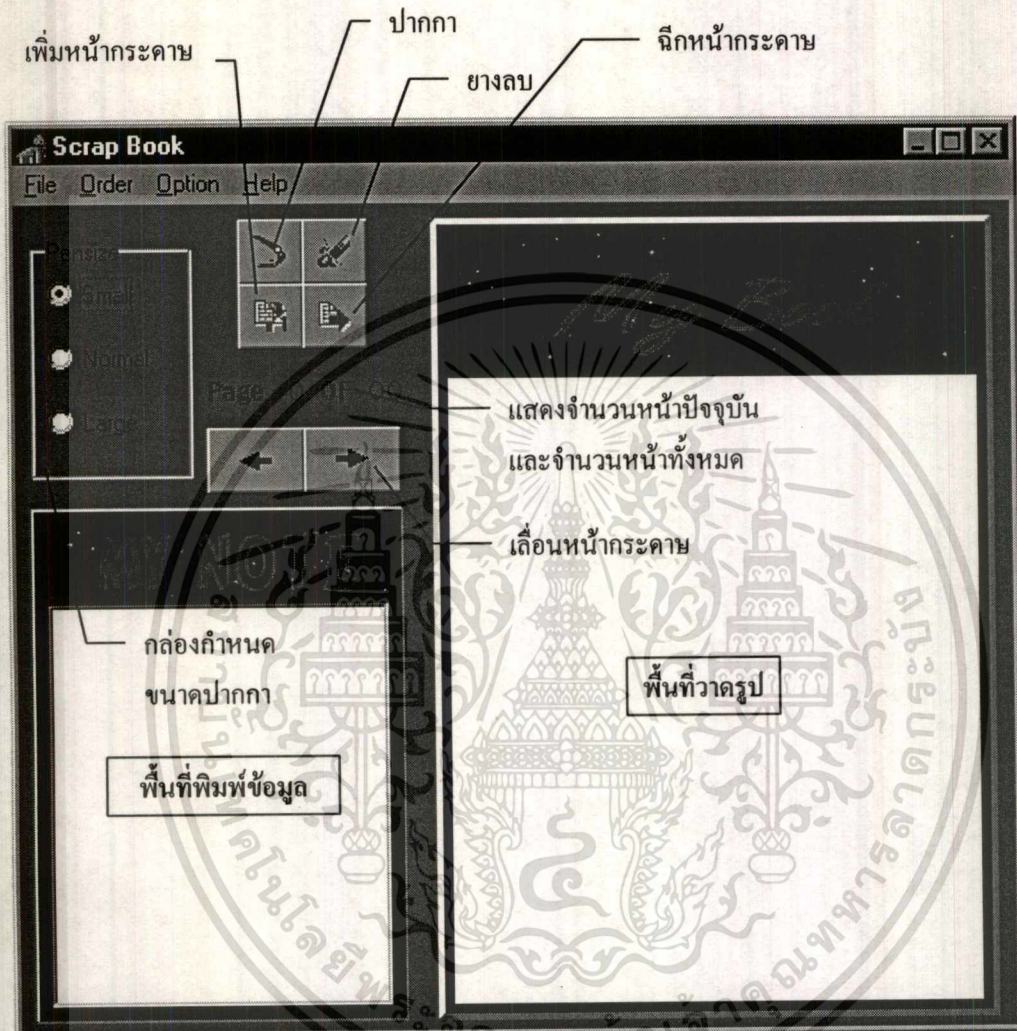 ปากกา
เพิ่มหน้ากระดาษ
ฉีกหน้ากระดาษ
ยางลบ
Scrap Book
File Order Option Help
Pensize
Small
Normal
Large
Page OF
My Book
แสดงจำนวนหน้าปัจจุบัน
และจำนวนหน้าทั้งหมด
เลื่อนหน้ากระดาษ
MY NOTE
กล่องกำหนด
ขนาดปากกา
พื้นที่พิมพ์ข้อมูล
พื้นที่วาดรูป